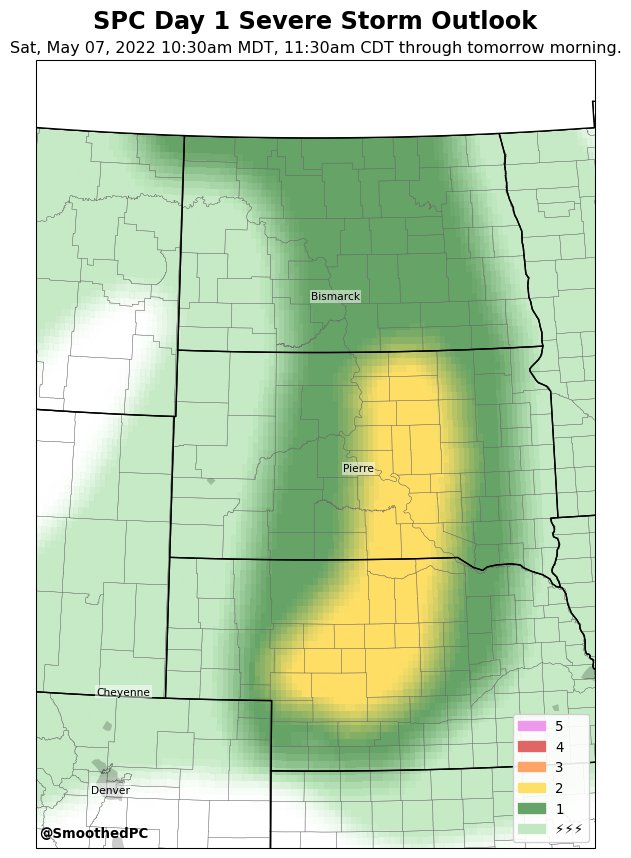 SPC Day 1 Severe Storm Outlook
Sat, May 07, 2022 10:30am MDT, 11:30am CDT through tomorrow morning.
Bismarck
Pierre
Cheyenne
Denver
5
4
3
2
1
⚡⚡⚡
@SmoothedPC